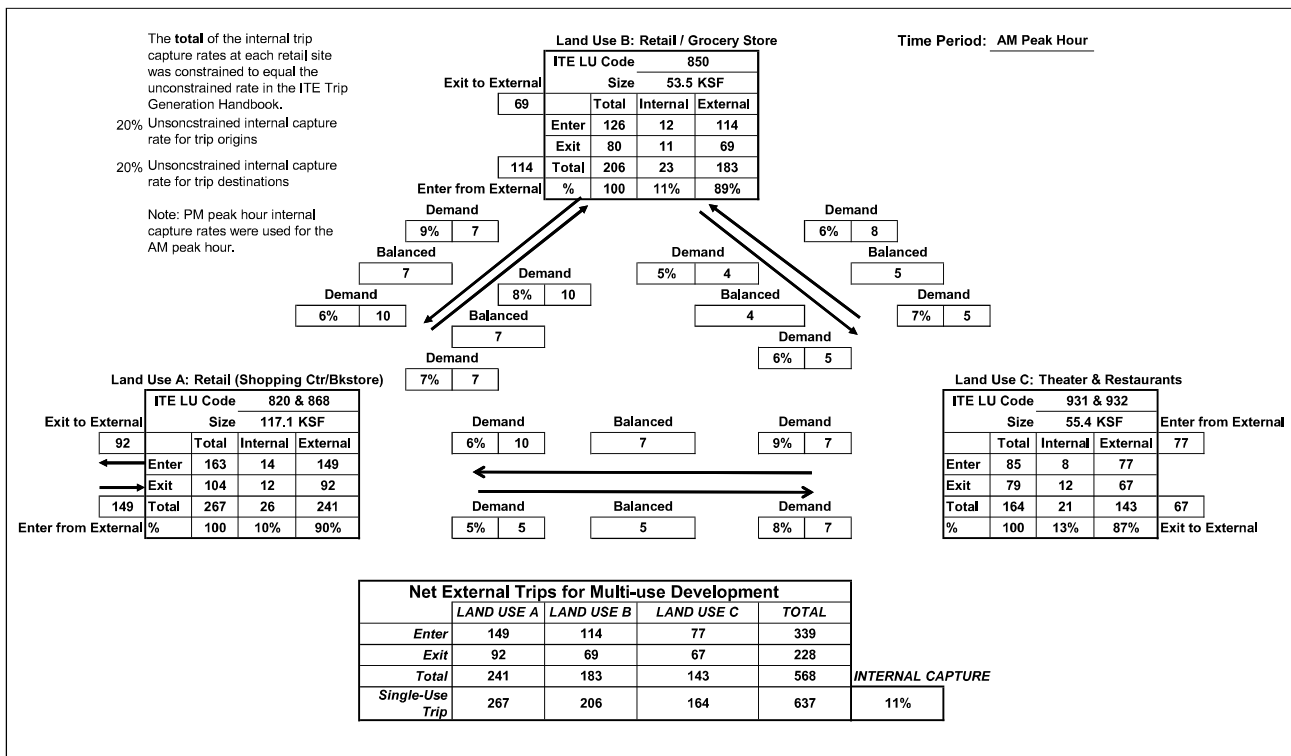 The total of the internal trip
capture rates at each retail site
was constrained to equal the
unconstrained rate in the ITE Trip
Generation Handbook.
20% Unsoncstrained internal capture
rate for trip origins
20% Unsoncstrained internal capture
rate for trip destinations
Note: PM peak hour internal
capture rates were used for the
AM peak hour.
Time Period: AM Peak Hour
Land Use B: Retail / Grocery Store
ITE LU Code 850
Size 53.5 KSF
Exit to External
69
Total Internal External
Enter 126 12 114
Exit 80 11 69
114 Total 206 23 183
Enter from External % 100 11% 89%
Demand
9% 7
Balanced
7
Demand
6% 10
Demand
8% 10
Balanced
7
Demand
7% 7
Demand
5% 4
Balanced
4
Demand
6% 5
Demand
6% 8
Balanced
5
Demand
7% 5
Land Use A: Retail (Shopping Ctr/Bkstore)
ITE LU Code 820 & 868
Exit to External Size 117.1 KSF
92 Total Internal External
Enter 163 14 149
Exit 104 12 92
149 Total 267 26 241
Enter from External % 100 10% 90%
Demand Balanced Demand
6% 10 7 9% 7
Demand Balanced Demand
5% 5 5 8% 7
Land Use C: Theater & Restaurants
ITE LU Code 931 & 932
Size 55.4 KSF Enter from External
Total Internal External 77
Enter 85 8 77
Exit 79 12 67
Total 164 21 143 67
% 100 13% 87% Exit to External
Net External Trips for Multi-use Development
LAND USE A LAND USE B LAND USE C TOTAL
Enter 149 114 77 339
Exit 92 69 67 228
Total 241 183 143 568 INTERNAL CAPTURE
Single-Use
Trip 267 206 164 637 11%